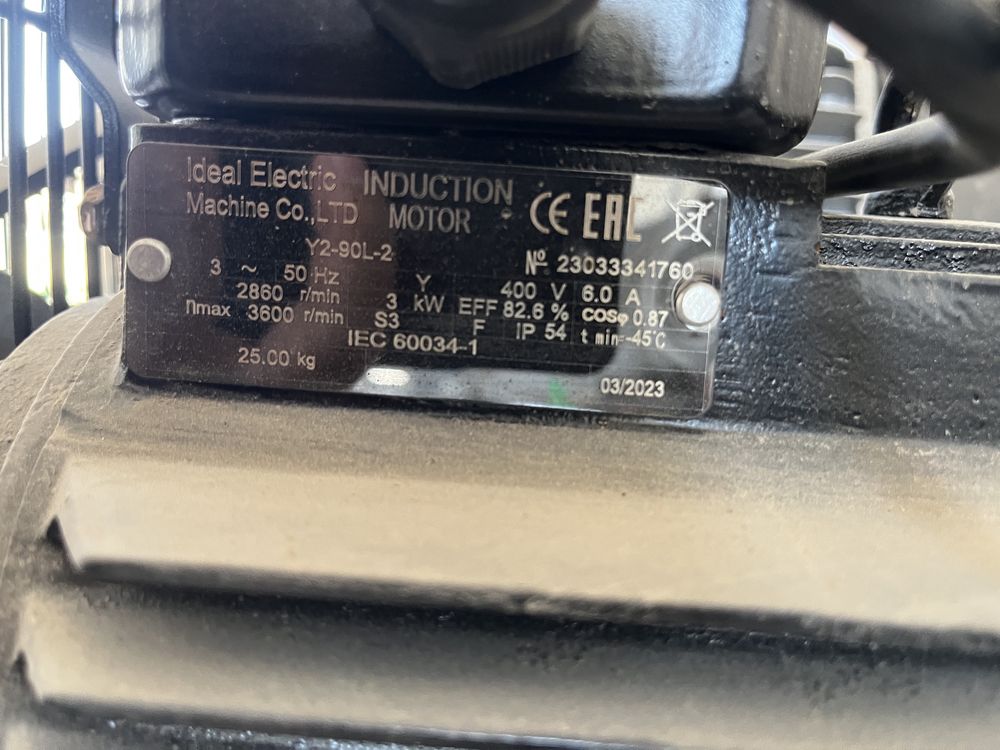 Ideal Electric
Machine Co.,LTD
INDUCTION
MOTOR
CE EAC
Y2-90L-2
№ 23033341760
3 ~ 50 Hz Y 400 V 6.0 A
2860 r/min 3 kW EFF 82.6 % cosφ 0.87
nmax 3600 r/min S3 F IP 54 t min=-45°C
IEC 60034-1
25.00 kg
03/2023